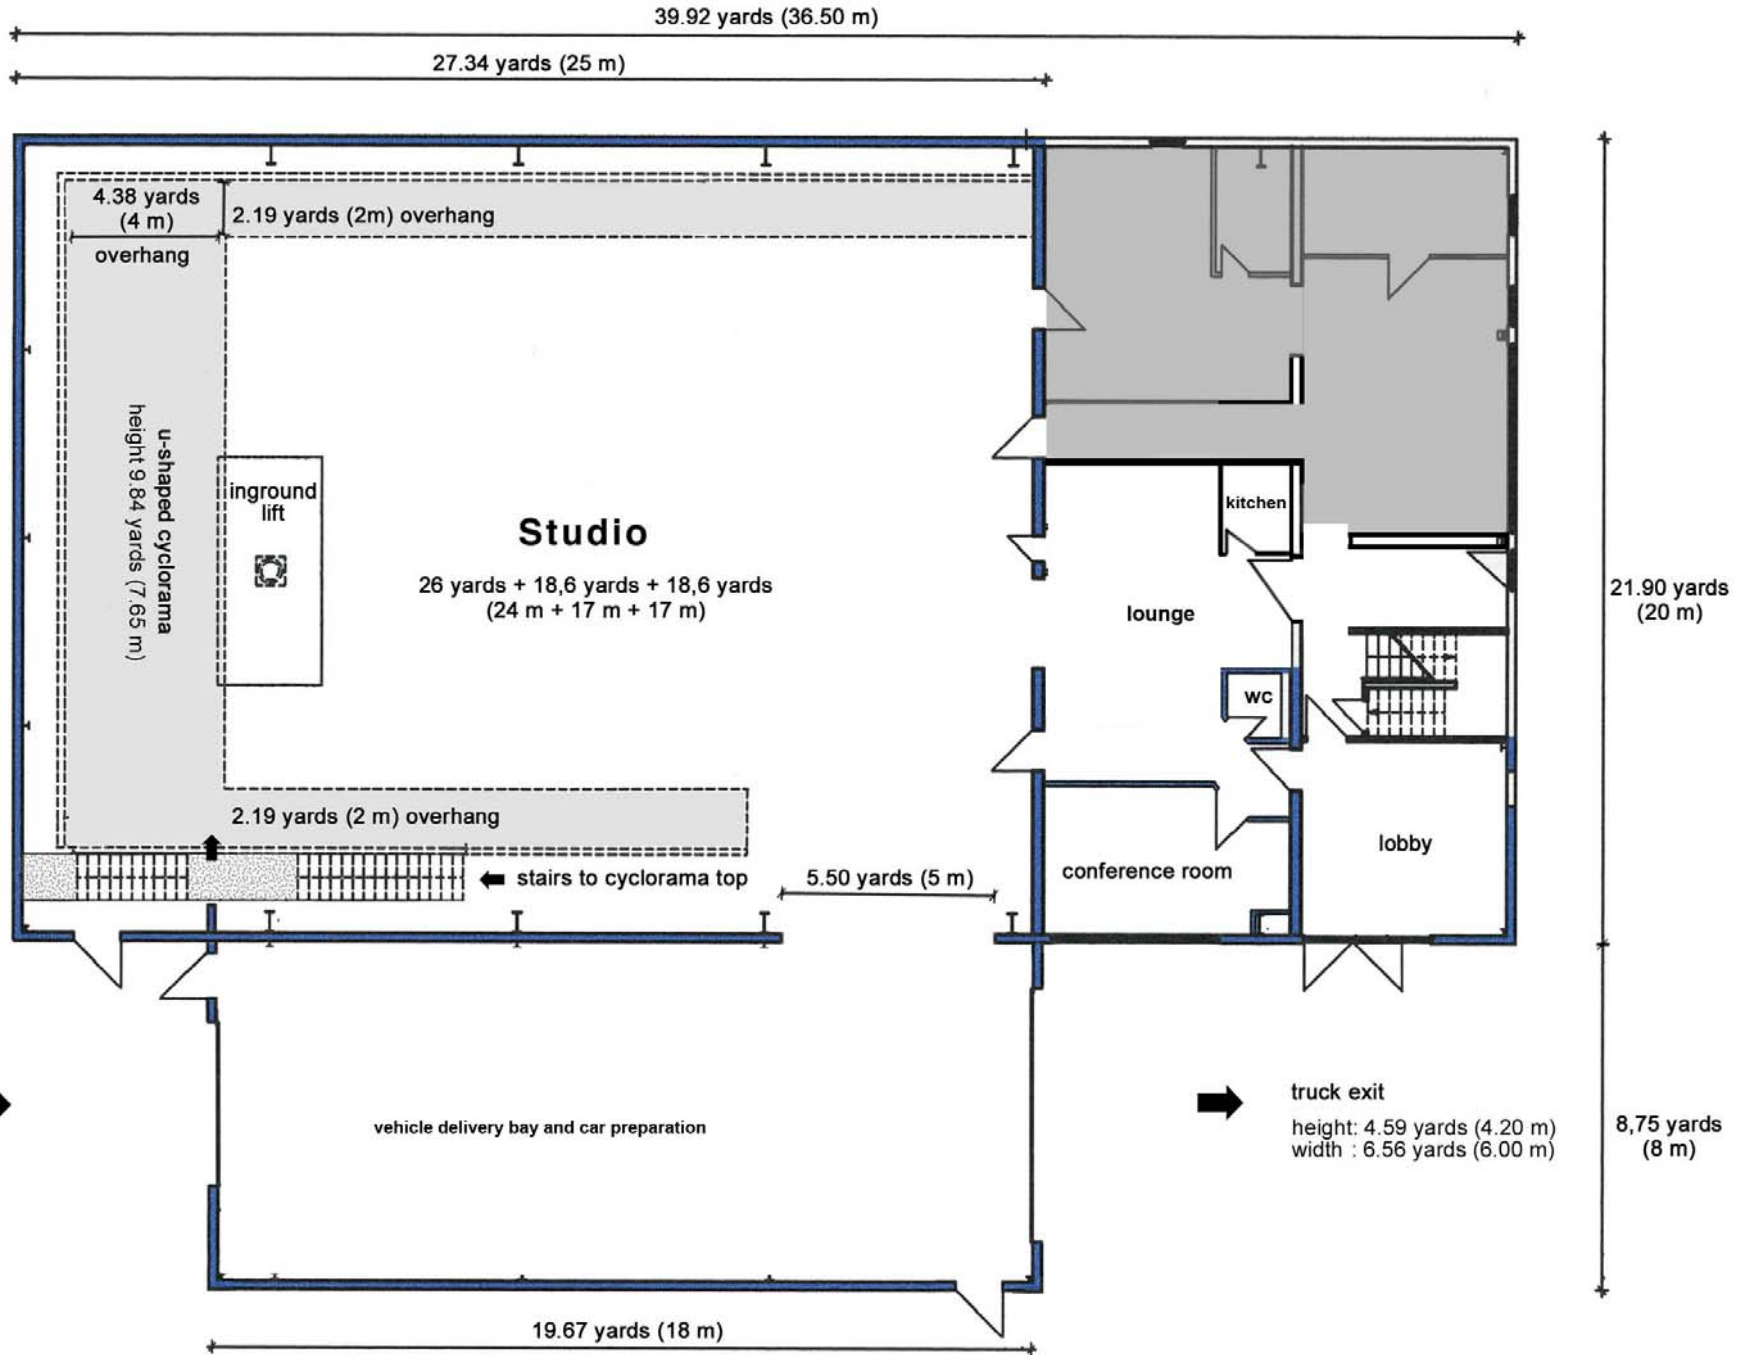 39.92 yards (36.50 m)
27.34 yards (25 m)
4.38 yards
(4 m)
overhang
2.19 yards (2m) overhang
u-shaped cyclorama
height 9.84 yards (7.65 m)
inground
lift
Studio
26 yards + 18,6 yards + 18,6 yards
(24 m + 17 m + 17 m)
kitchen
lounge
wc
21.90 yards
(20 m)
2.19 yards (2 m) overhang
stairs to cyclorama top
5.50 yards (5 m)
conference room
lobby
vehicle delivery bay and car preparation
truck exit
height: 4.59 yards (4.20 m)
width : 6.56 yards (6.00 m)
8,75 yards
(8 m)
19.67 yards (18 m)